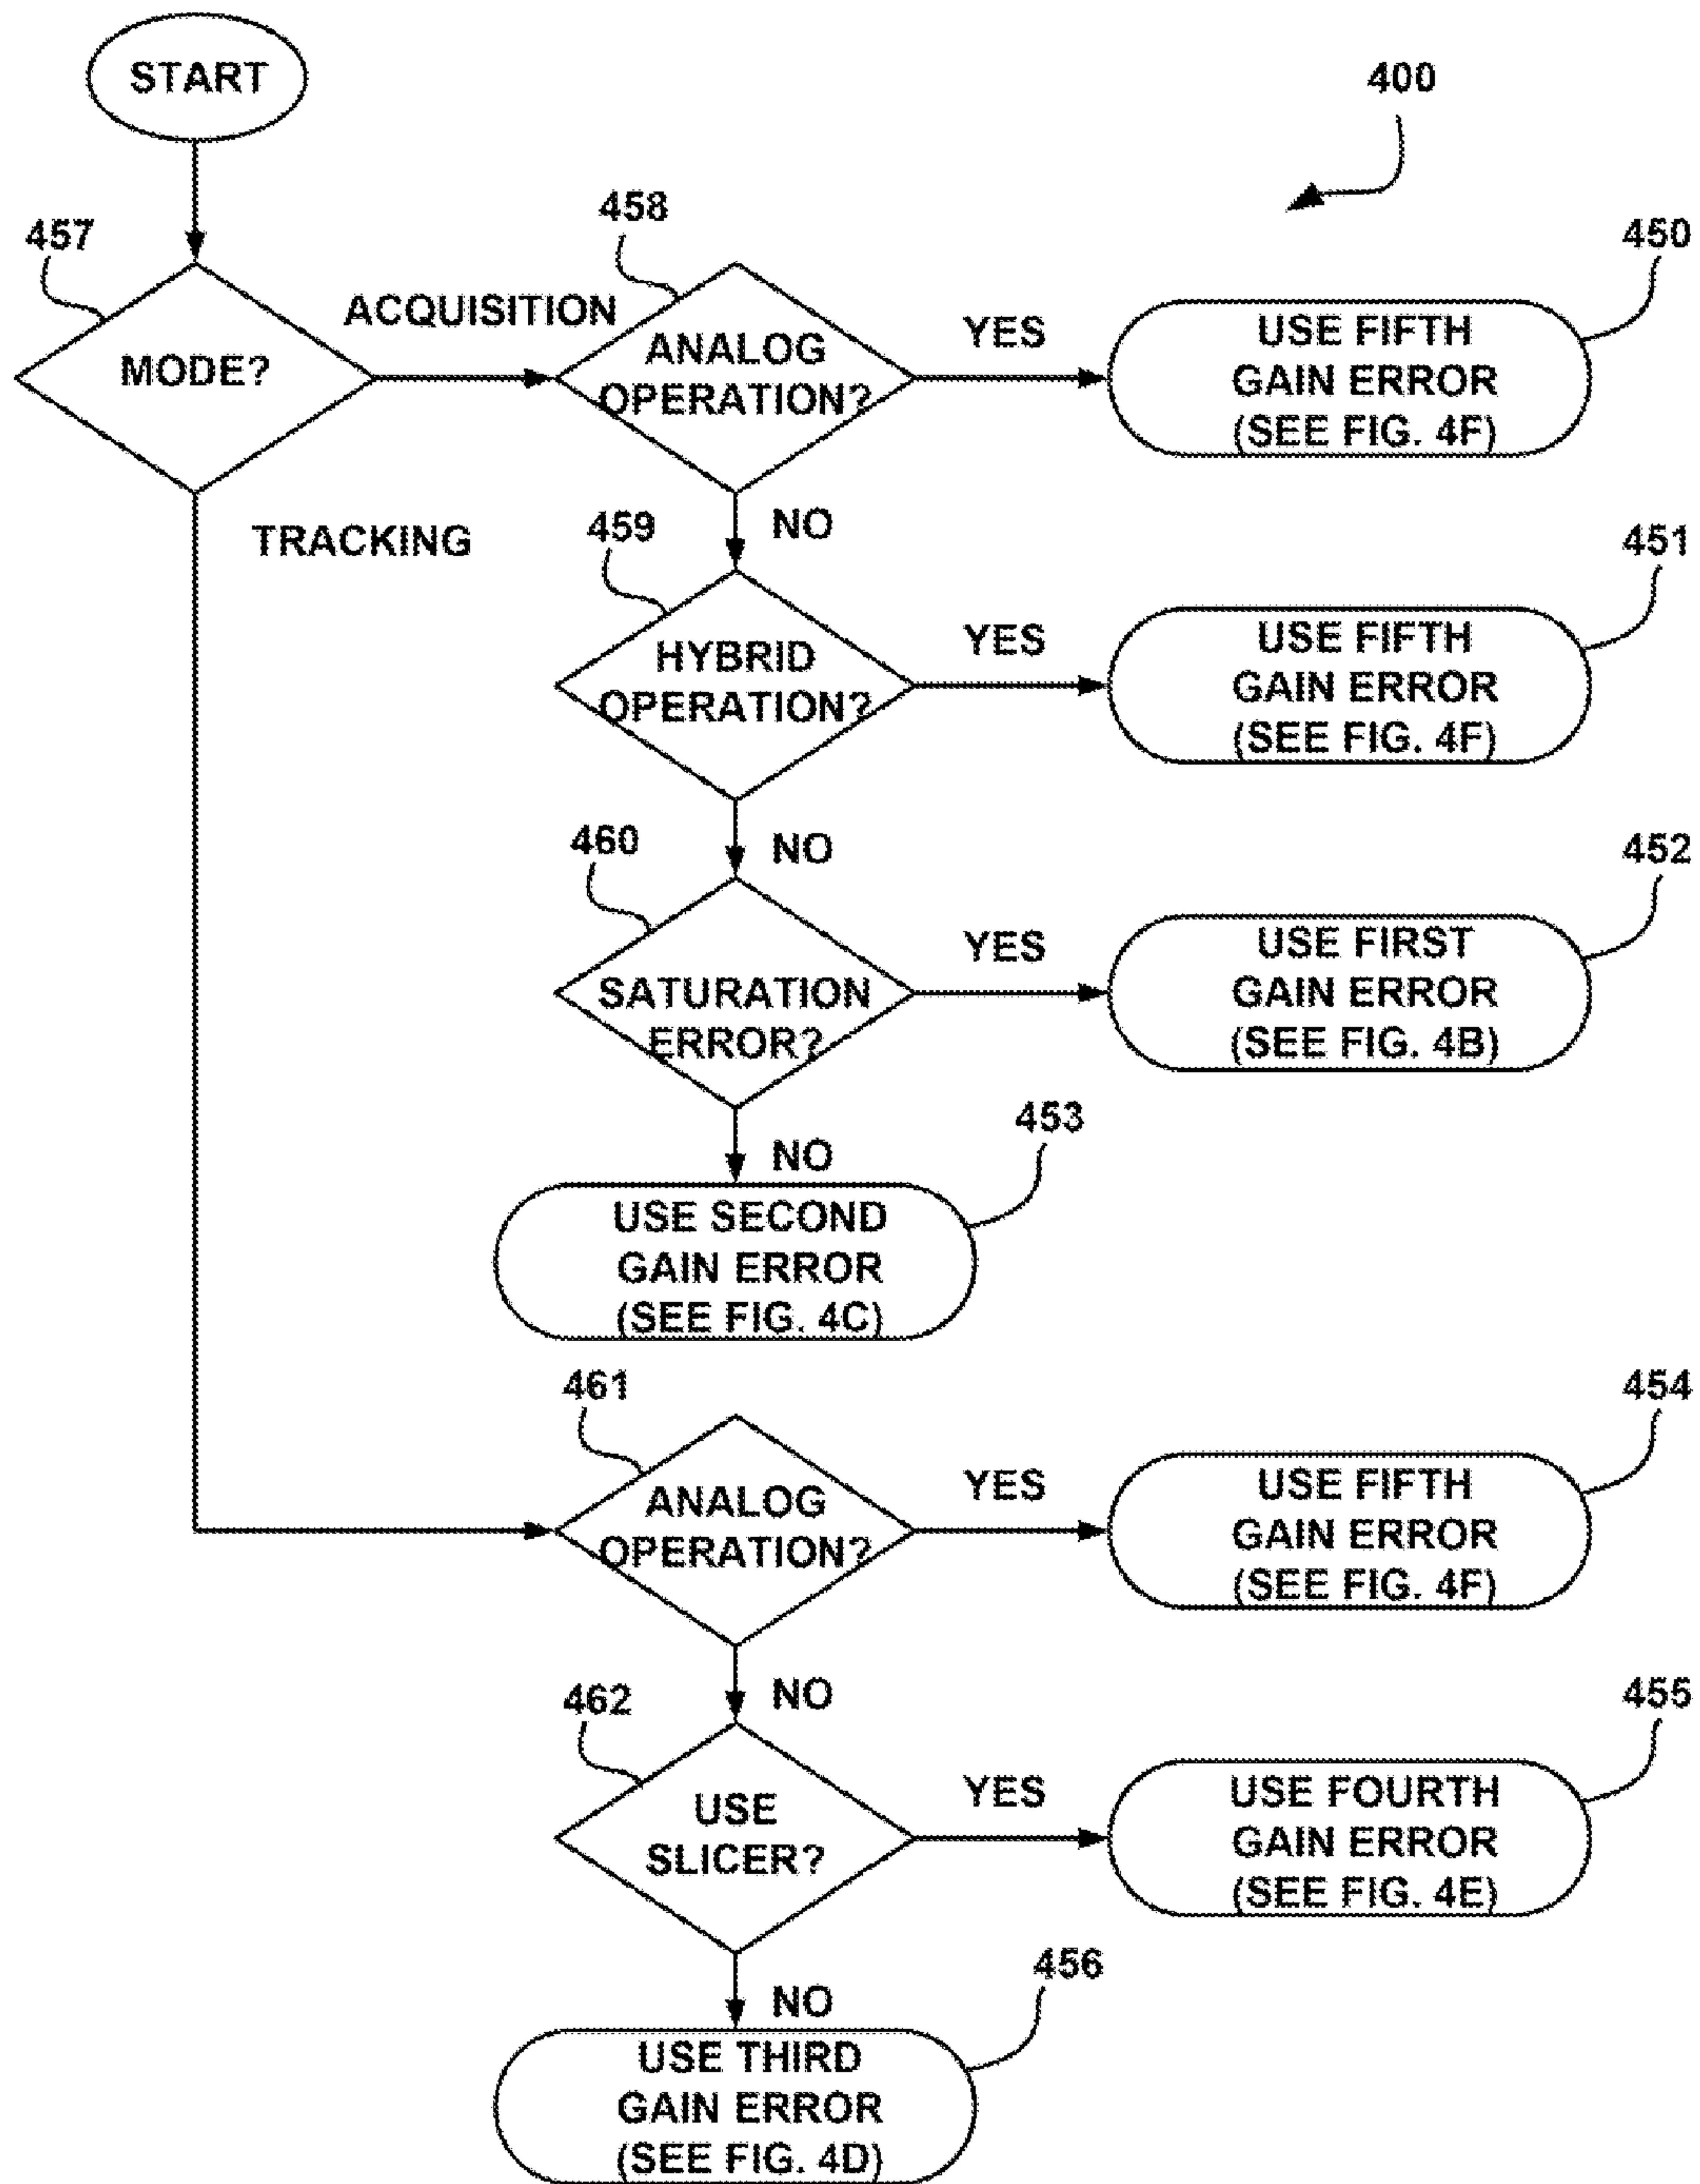 START
400
457
458
450
MODE?
ACQUISITION
ANALOG
OPERATION?
YES
USE FIFTH
GAIN ERROR
(SEE FIG. 4F)
TRACKING
NO
459
451
HYBRID
OPERATION?
YES
USE FIFTH
GAIN ERROR
(SEE FIG. 4F)
NO
460
452
SATURATION
ERROR?
YES
USE FIRST
GAIN ERROR
(SEE FIG. 4B)
NO
453
USE SECOND
GAIN ERROR
(SEE FIG. 4C)
461
454
ANALOG
OPERATION?
YES
USE FIFTH
GAIN ERROR
(SEE FIG. 4F)
NO
462
455
USE
SLICER?
YES
USE FOURTH
GAIN ERROR
(SEE FIG. 4E)
NO
456
USE THIRD
GAIN ERROR
(SEE FIG. 4D)